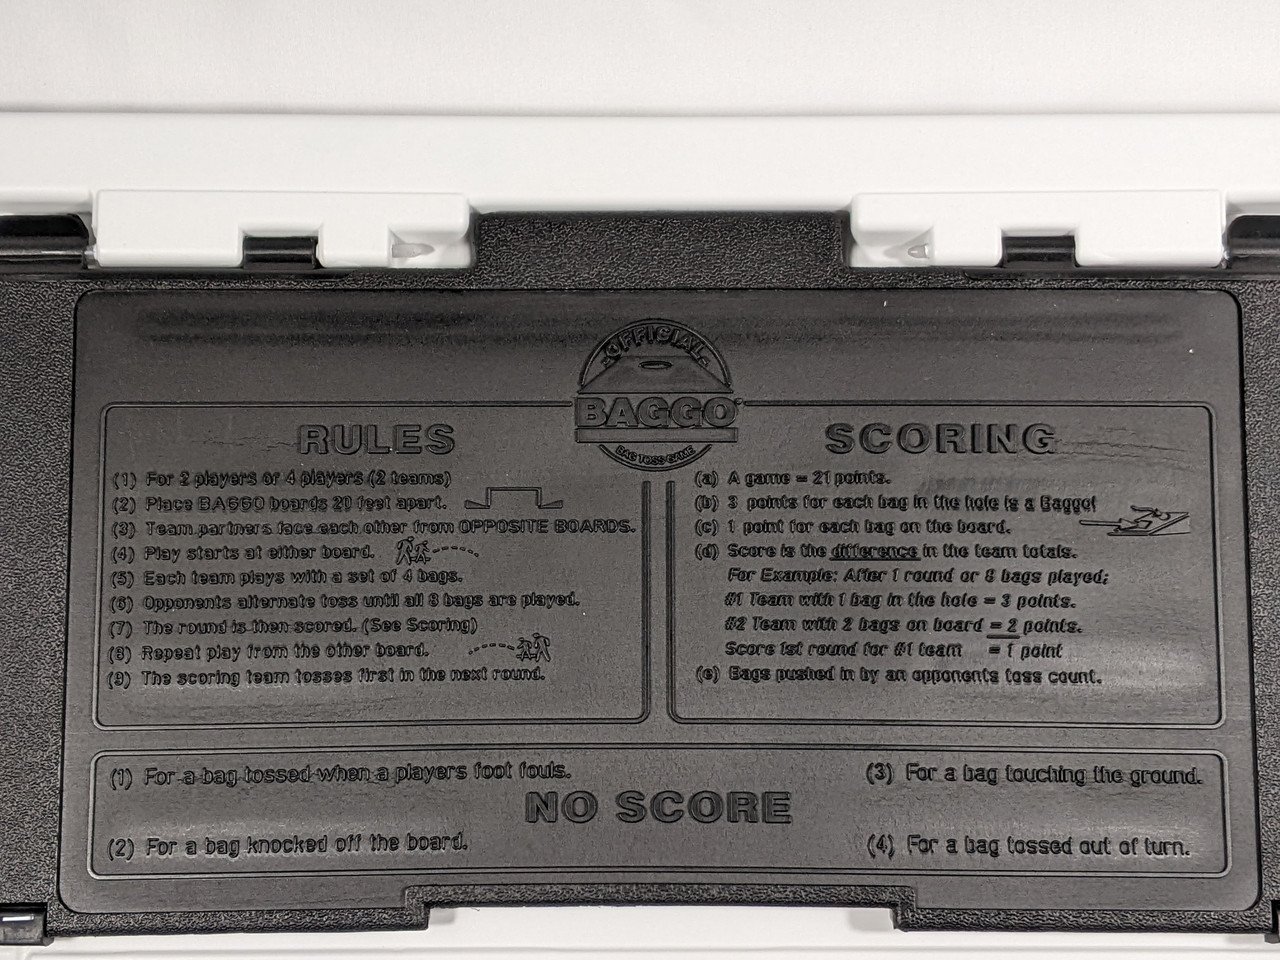 OFFICIAL
BAGGO
BAG TOSS GAME
RULES
(1) For 2 players or 4 players (2 teams)
(2) Place BAGGO boards 20 feet apart.
(3) Team partners face each other from OPPOSITE BOARDS.
(4) Play starts at either board.
(5) Each team plays with a set of 4 bags.
(6) Opponents alternate toss until all 8 bags are played.
(7) The round is then scored. (See Scoring)
(8) Repeat play from the other board.
(9) The scoring team tosses first in the next round.
SCORING
(a) A game = 21 points.
(b) 3 points for each bag in the hole is a Baggo!
(c) 1 point for each bag on the board.
(d) Score is the difference in the team totals.
For Example: After 1 round or 8 bags played;
#1 Team with 1 bag in the hole = 3 points.
#2 Team with 2 bags on board = 2 points.
Score 1st round for #1 team = 1 point
(e) Bags pushed in by an opponents toss count.
NO SCORE
(1) For a bag tossed when a players foot fouls.
(2) For a bag knocked off the board.
(3) For a bag touching the ground.
(4) For a bag tossed out of turn.